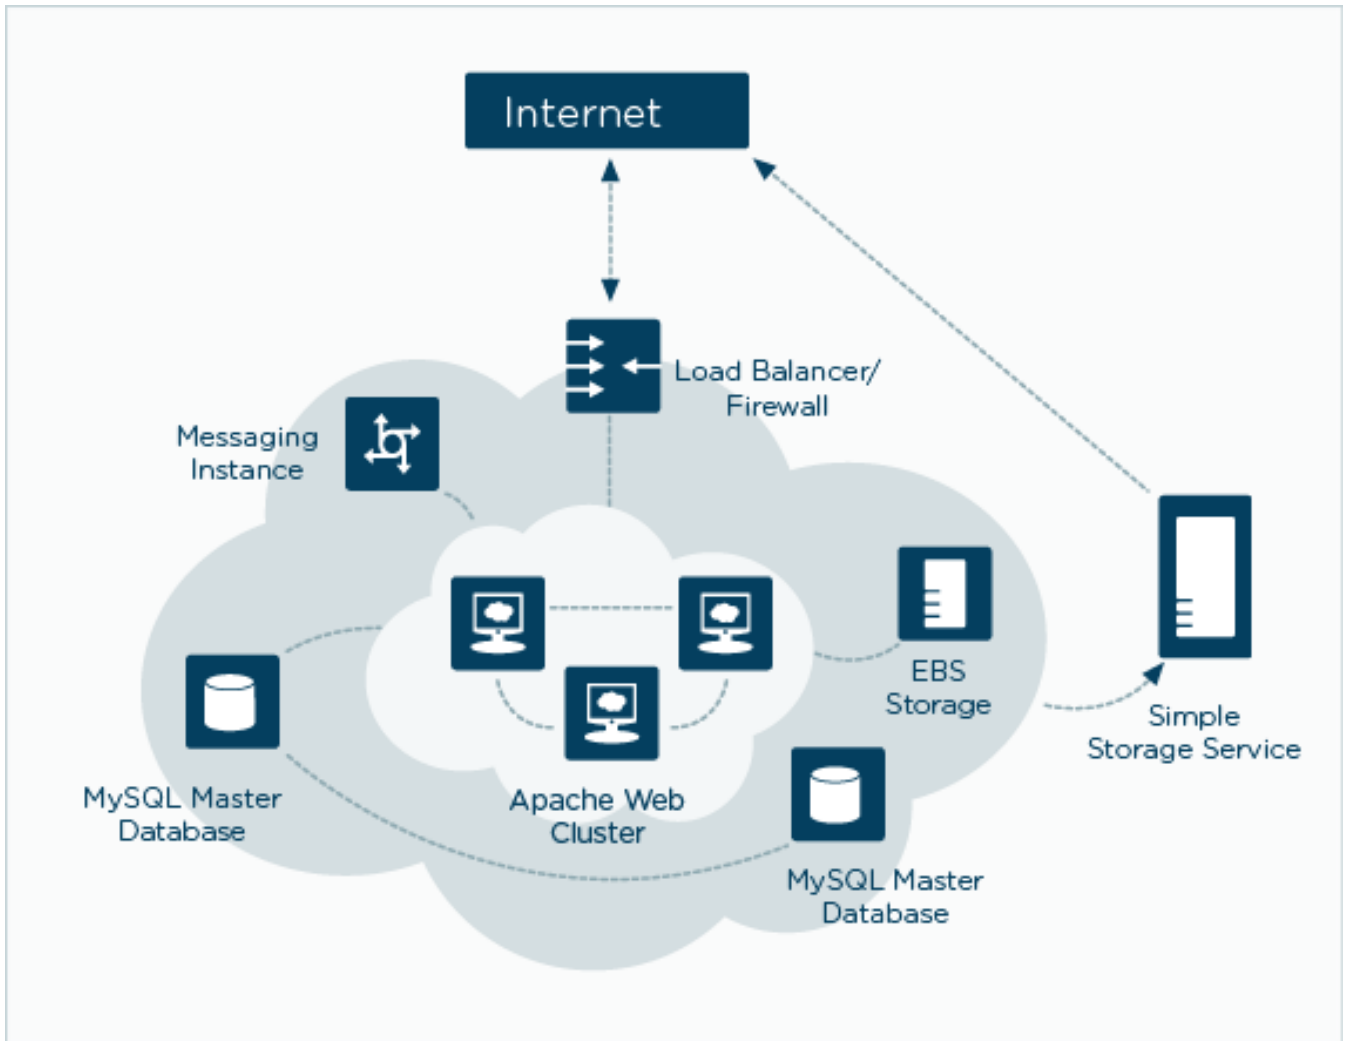 Internet
Load Balancer/
Firewall
Messaging
Instance
EBS
Storage
Simple
Storage Service
MySQL Master
Database
Apache Web
Cluster
MySQL Master
Database